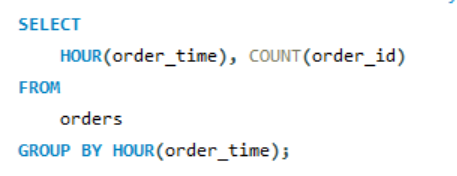 SELECT
    HOUR(order_time), COUNT(order_id)
FROM
    orders
GROUP BY HOUR(order_time);